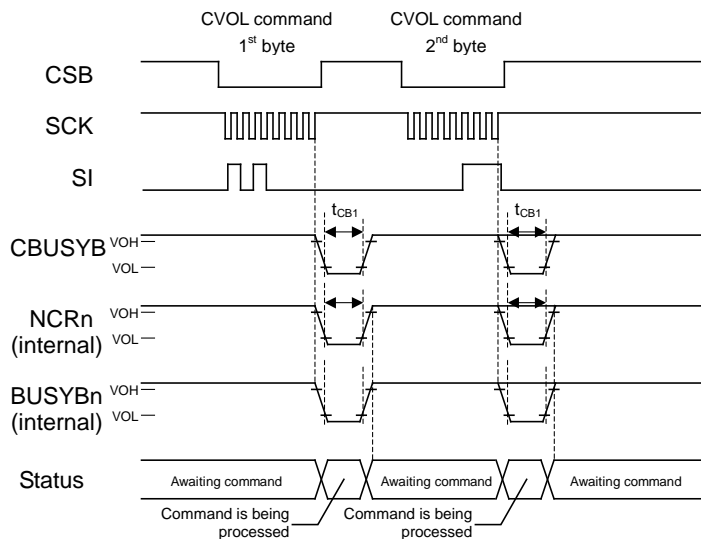 CVOL command
1st byte
CVOL command
2nd byte
CSB
SCK
SI
tCB1
tCB1
CBUSYB
VOH
VOL
NCRn
(internal)
VOH
VOL
BUSYBn
(internal)
VOH
VOL
Status
Awaiting command
Awaiting command
Awaiting command
Command is being
processed
Command is being
processed